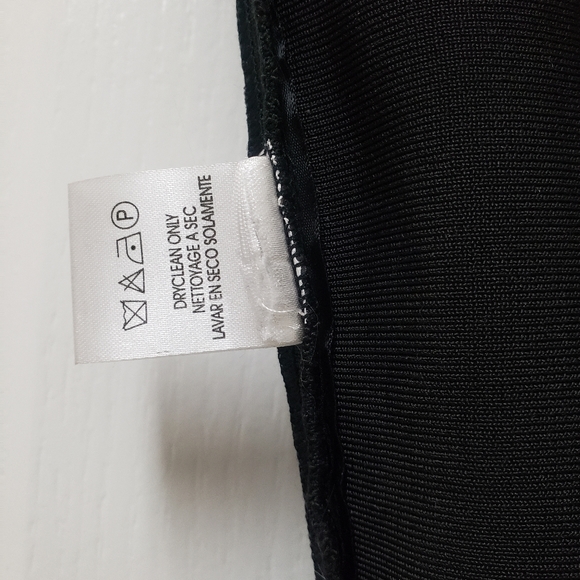 P
DRYCLEAN ONLY
NETTOYAGE A SEC
LAVAR EN SECO SOLAMENTE